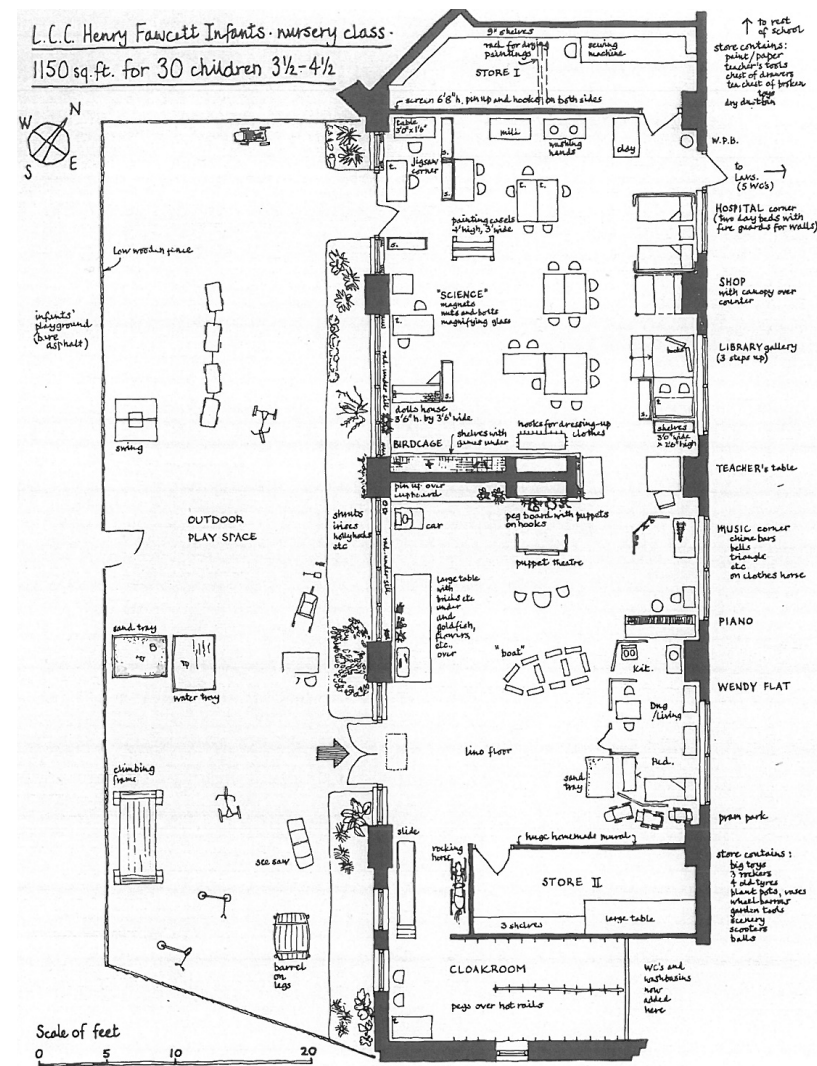 L.C.C. Henry Fawcett Infants · nursery class ·
1150 sq. ft. for 30 children 3½-4½
N
W
E
S
9" shelves
rack for drying
paintings
sewing
machine
STORE I
screen 6'8"h, pin up and hooks on both sides
↑ to rest
of school
store contains:
paint/paper
teacher's tools
chest of drawers
tea chest of broken
toys
dry dustbin
table
3'0" x 1'6"
milk
washing
hands
clay
W.P.B.
t.
jigsaw
corner
s.
s.
t.
t.
to
Lavs. →
(5 WC's)
painting easels
4' high, 3' wide
s.
HOSPITAL corner
(two day beds with
fire guards for walls)
Low wooden fence
infants'
playground
(bare
asphalt)
"SCIENCE"
magnets
nuts and bolts
magnifying glass
t.
SHOP
with canopy over
counter
books
LIBRARY gallery
(3 steps up)
rad. under sill
s.
s.
t.
swing
dolls house
3'6" h. by 3'6" wide
hooks for dressing-up
clothes
shelves
3'0" wide
x 2'6" high
BIRDCAGE
shelves with
games under
pin up over
cupboard
TEACHER's table
OUTDOOR
PLAY SPACE
shrubs
irises
hollyhocks
etc
car
peg board with puppets
on hooks
MUSIC corner
chime bars
bells
triangle
etc
on clothes horse
puppet theatre
rad. under sill
large table
with
bricks etc
under
and
goldfish,
flowers,
etc.,
over
PIANO
sand tray
water tray
"boat"
Kit.
WENDY FLAT
Dng
/Living
lino floor
sand
tray
Bed.
climbing
frame
pram park
see saw
slide
rocking
horse
huge homemade mural
STORE II
3 shelves
large table
store contains:
big toys
3 rockers
4 old tyres
plant pots, vases
wheel-barrows
garden tools
scenery
scooters
balls
barrel
on
legs
CLOAKROOM
pegs over hot rails
WC's and
washbasins
now
added
here
t.
Scale of feet
0 5 10 20